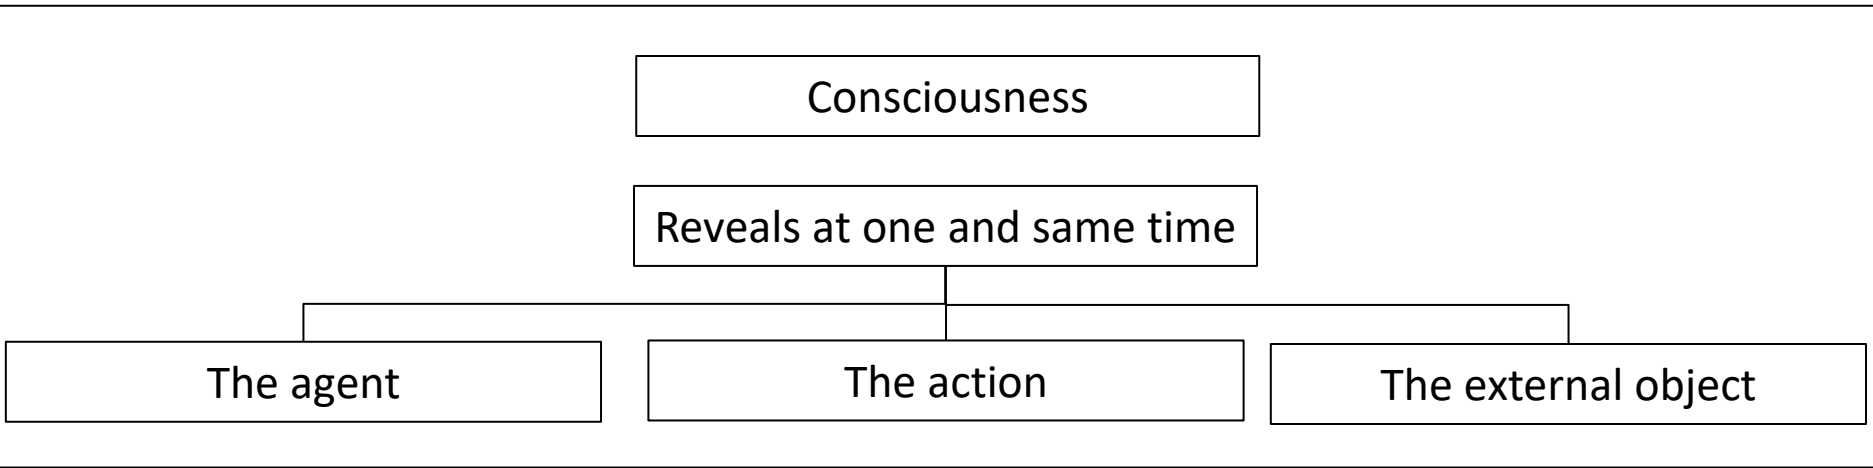 Consciousness
Reveals at one and same time
The agent
The action
The external object